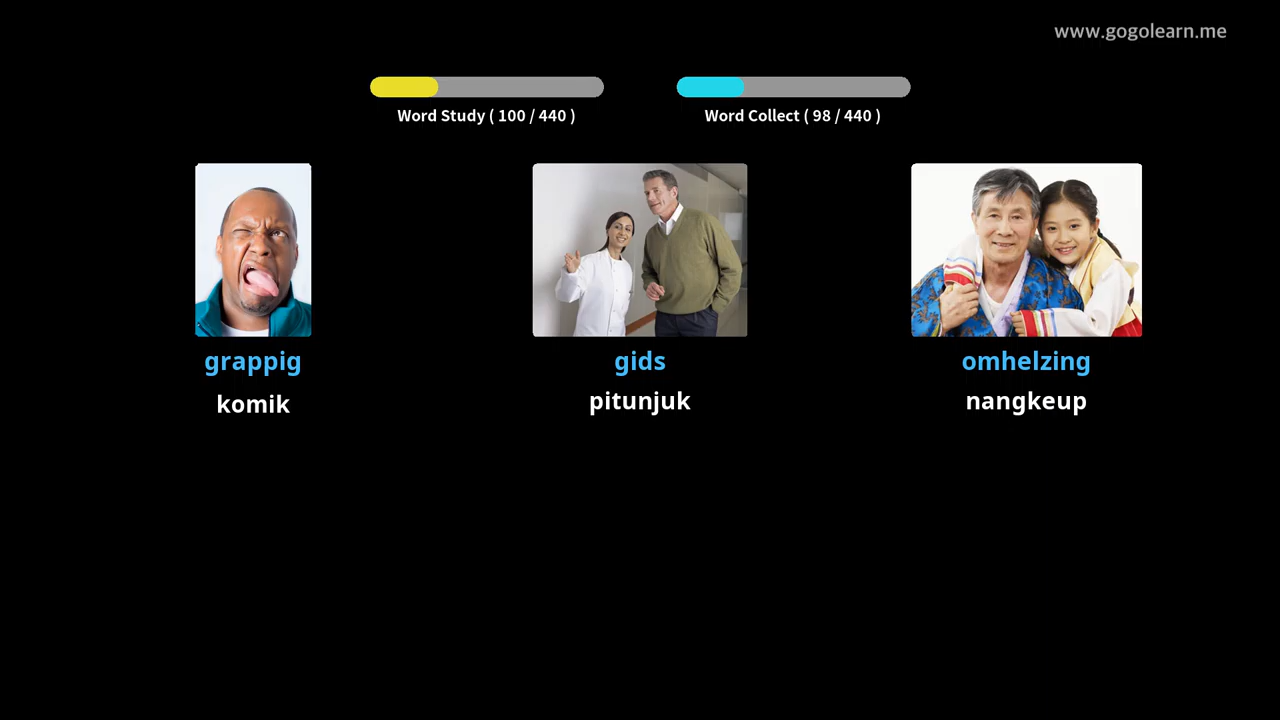 www.gogolearn.me
Word Study ( 100 / 440 )
Word Collect ( 98 / 440 )
grappig
komik
gids
pitunjuk
omhelzing
nangkeup